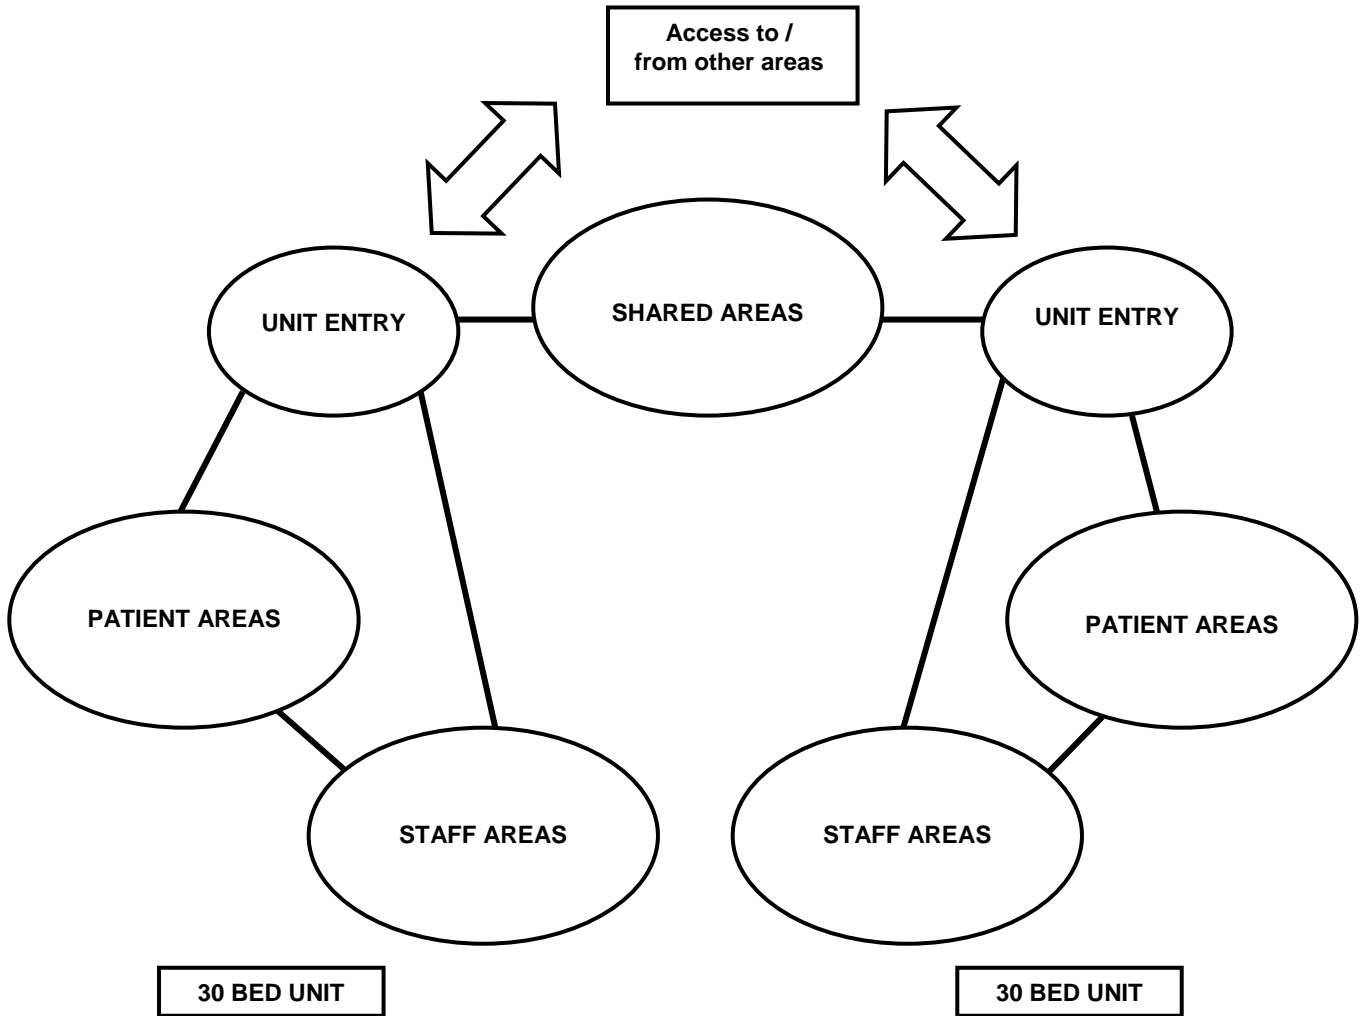 Access to /
from other areas
UNIT ENTRY
SHARED AREAS
UNIT ENTRY
PATIENT AREAS
PATIENT AREAS
STAFF AREAS
STAFF AREAS
30 BED UNIT
30 BED UNIT